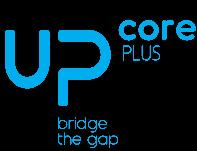 UP core
PLUS
bridge
the gap